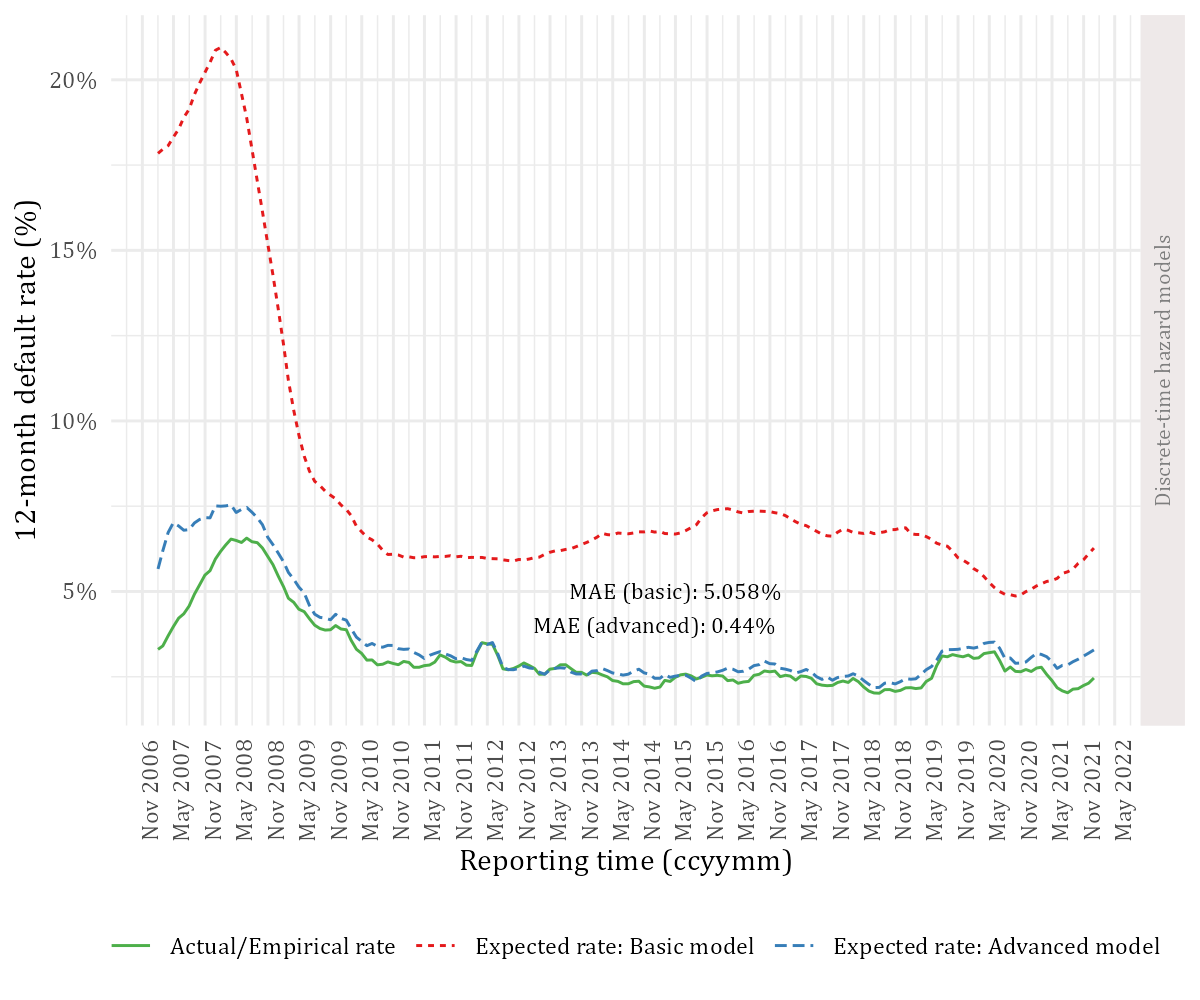 12-month default rate (%)
20%
15%
10%
5%
MAE (basic): 5.058%
MAE (advanced): 0.44%
Discrete-time hazard models
Nov 2006
May 2007
Nov 2007
May 2008
Nov 2008
May 2009
Nov 2009
May 2010
Nov 2010
May 2011
Nov 2011
May 2012
Nov 2012
May 2013
Nov 2013
May 2014
Nov 2014
May 2015
Nov 2015
May 2016
Nov 2016
May 2017
Nov 2017
May 2018
Nov 2018
May 2019
Nov 2019
May 2020
Nov 2020
May 2021
Nov 2021
May 2022
Reporting time (ccyymm)
Actual/Empirical rate
Expected rate: Basic model
Expected rate: Advanced model